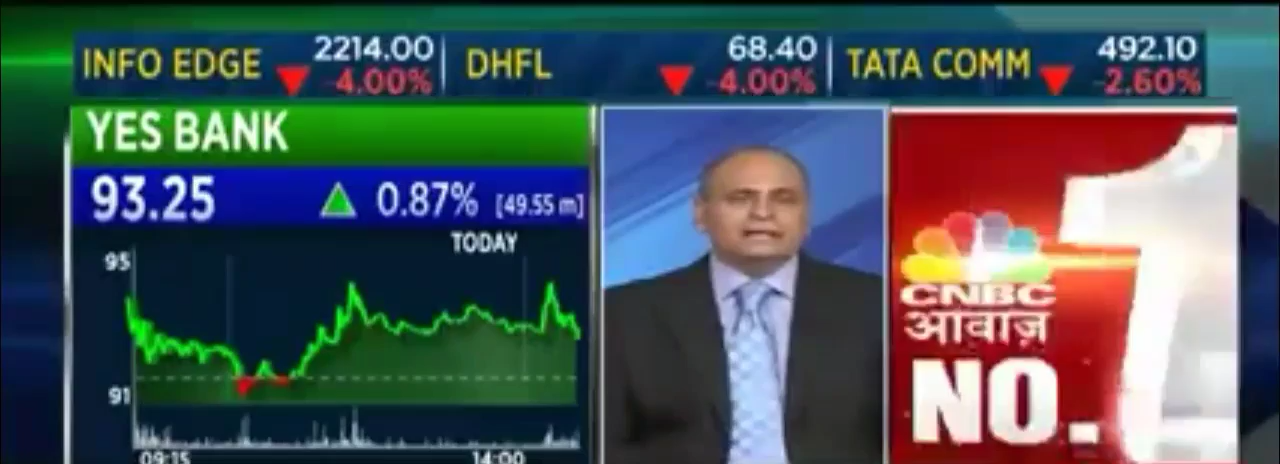 INFO EDGE 2214.00 -4.00% DHFL 68.40 -4.00% TATA COMM 492.10 -2.60%
YES BANK
93.25 0.87% [49.55 m]
TODAY
95
91
09:15 14:00
CNBC
आवाज़
NO.1